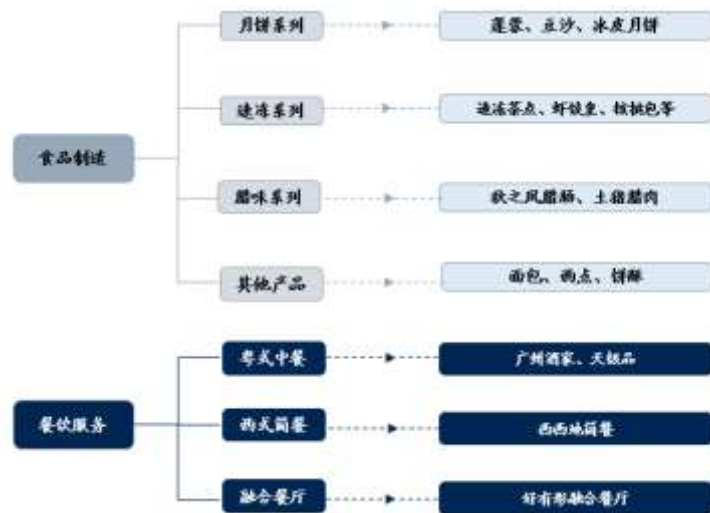 月饼系列
莲蓉、豆沙、冰皮月饼
速冻系列
速冻茶点、虾饺皇、核桃包等
食品制造
腊味系列
秋之风腊肠、土猪腊肉
其他产品
面包、西点、饼酥
粤式中餐
广州酒家、天极品
餐饮服务
西式简餐
西西地简餐
融合餐厅
好有形融合餐厅